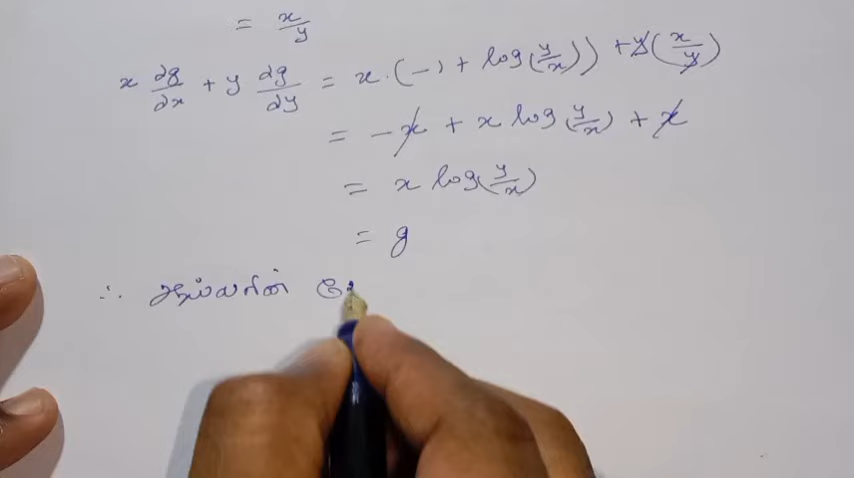 = x/y
x ∂g/∂x + y ∂g/∂y = x·(-1 + log(y/x)) + y(x/y)
= -x + x log(y/x) + x
= x log(y/x)
= g
∴ ஆய்லரின்